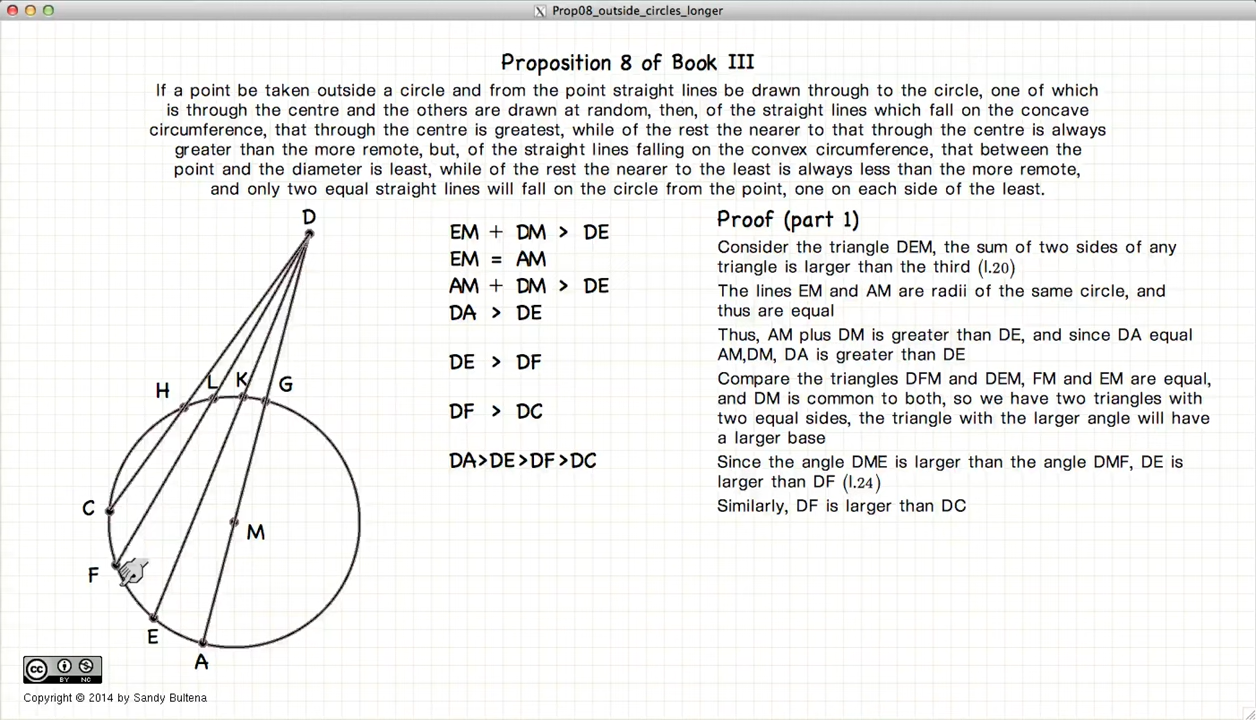 Prop08_outside_circles_longer
Proposition 8 of Book III
If a point be taken outside a circle and from the point straight lines be drawn through to the circle, one of which
is through the centre and the others are drawn at random, then, of the straight lines which fall on the concave
circumference, that through the centre is greatest, while of the rest the nearer to that through the centre is always
greater than the more remote, but, of the straight lines falling on the convex circumference, that between the
point and the diameter is least, while of the rest the nearer to the least is always less than the more remote,
and only two equal straight lines will fall on the circle from the point, one on each side of the least.
D
H
L
K
G
C
M
F
E
A
EM + DM > DE
EM = AM
AM + DM > DE
DA > DE
DE > DF
DF > DC
DA>DE>DF>DC
Proof (part 1)
Consider the triangle DEM, the sum of two sides of any
triangle is larger than the third (I.20)
The lines EM and AM are radii of the same circle, and
thus are equal
Thus, AM plus DM is greater than DE, and since DA equal
AM,DM, DA is greater than DE
Compare the triangles DFM and DEM, FM and EM are equal,
and DM is common to both, so we have two triangles with
two equal sides, the triangle with the larger angle will have
a larger base
Since the angle DME is larger than the angle DMF, DE is
larger than DF (I.24)
Similarly, DF is larger than DC
cc
BY NC
Copyright © 2014 by Sandy Bultena